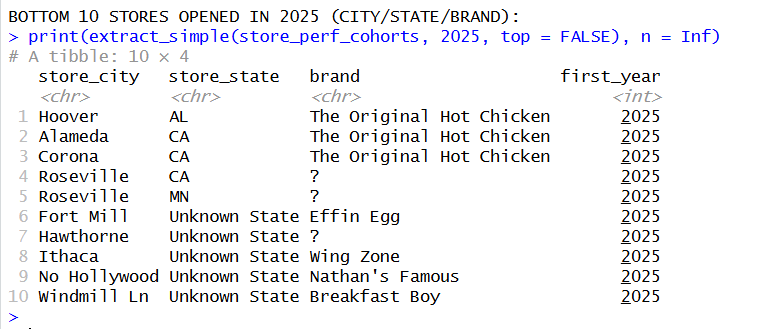 BOTTOM 10 STORES OPENED IN 2025 (CITY/STATE/BRAND):
> print(extract_simple(store_perf_cohorts, 2025, top = FALSE), n = Inf)
# A tibble: 10 × 4
store_city store_state brand first_year
<chr> <chr> <chr> <int>
1 Hoover AL The Original Hot Chicken 2025
2 Alameda CA The Original Hot Chicken 2025
3 Corona CA The Original Hot Chicken 2025
4 Roseville CA ? 2025
5 Roseville MN ? 2025
6 Fort Mill Unknown State Effin Egg 2025
7 Hawthorne Unknown State ? 2025
8 Ithaca Unknown State Wing Zone 2025
9 No Hollywood Unknown State Nathan's Famous 2025
10 Windmill Ln Unknown State Breakfast Boy 2025
>